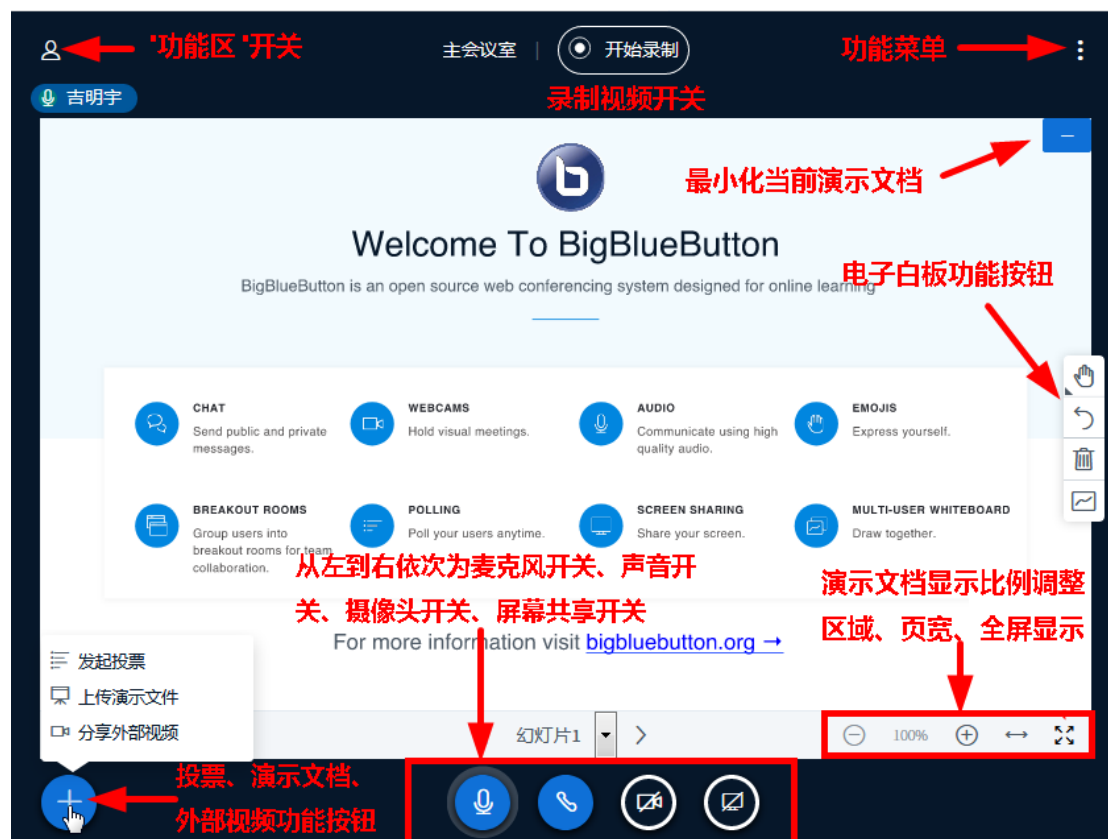 "功能区 "开关
主会议室
开始录制
功能菜单
吉明宇
录制视频开关
最小化当前演示文档
Welcome To BigBlueButton
BigBlueButton is an open source web conferencing system designed for online learning
电子白板功能按钮
CHAT
Send public and private
messages.
WEBCAMS
Hold visual meetings.
AUDIO
Communicate using high
quality audio.
EMOJIS
Express yourself.
BREAKOUT ROOMS
Group users into
breakout rooms for team
collaboration.
POLLING
Poll your users anytime.
SCREEN SHARING
Share your screen.
MULTI-USER WHITEBOARD
Draw together.
从左到右依次为麦克风开关、声音开
关、摄像头开关、屏幕共享开关
演示文档显示比例调整
区域、页宽、全屏显示
For more information visit bigbluebutton.org →
发起投票
上传演示文件
分享外部视频
幻灯片1
100%
投票、演示文档、
外部视频功能按钮